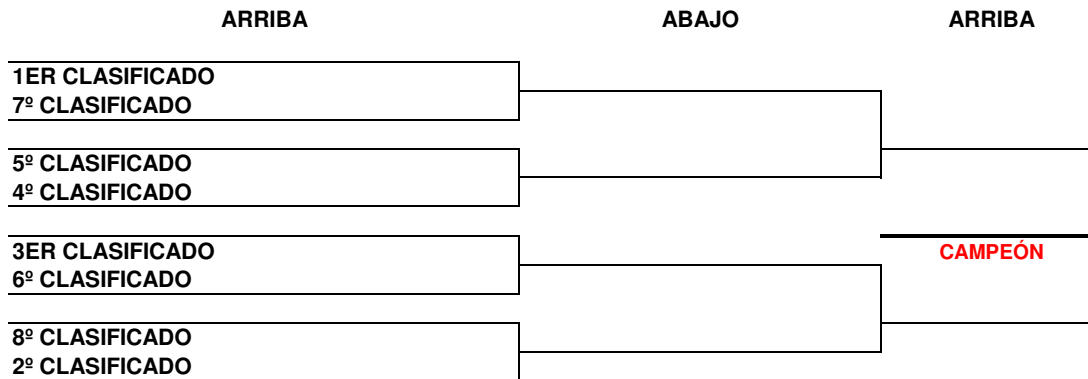 ARRIBA ABAJO ARRIBA
1ER CLASIFICADO
7º CLASIFICADO
5º CLASIFICADO
4º CLASIFICADO
3ER CLASIFICADO
CAMPEÓN
6º CLASIFICADO
8º CLASIFICADO
2º CLASIFICADO